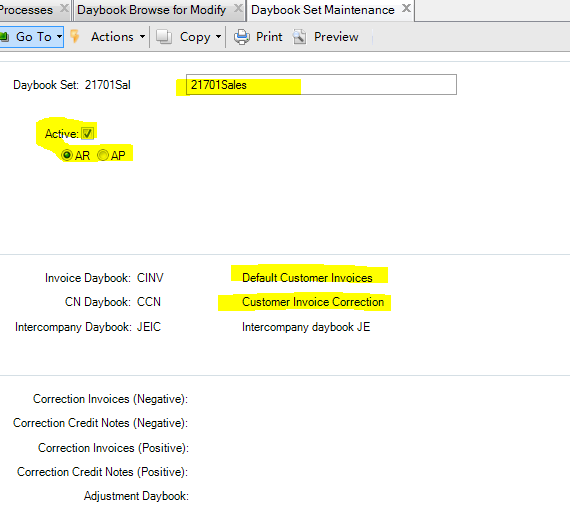 Processes Daybook Browse for Modify Daybook Set Maintenance
Go To Actions Copy Print Preview
Daybook Set: 21701Sal 21701Sales
Active:
AR AP
Invoice Daybook: CINV Default Customer Invoices
CN Daybook: CCN Customer Invoice Correction
Intercompany Daybook: JEIC Intercompany daybook JE
Correction Invoices (Negative):
Correction Credit Notes (Negative):
Correction Invoices (Positive):
Correction Credit Notes (Positive):
Adjustment Daybook: